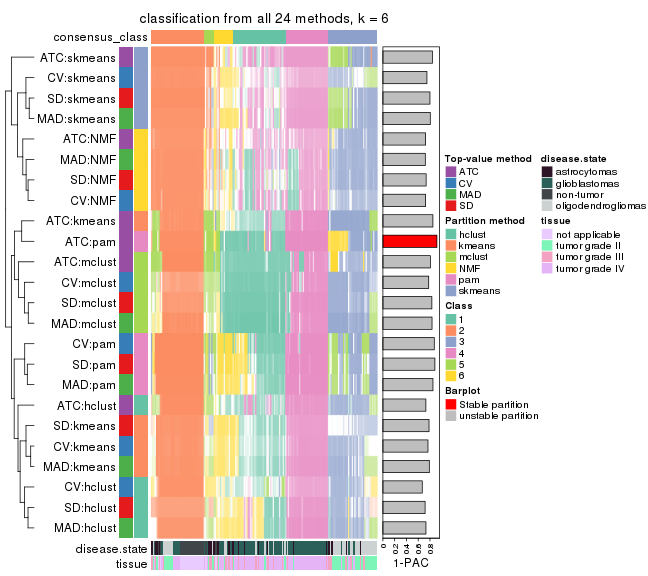 classification from all 24 methods, k = 6
consensus_class
ATC:skmeans
CV:skmeans
SD:skmeans
MAD:skmeans
ATC:NMF
MAD:NMF
SD:NMF
CV:NMF
ATC:kmeans
ATC:pam
ATC:mclust
CV:mclust
SD:mclust
MAD:mclust
CV:pam
SD:pam
MAD:pam
ATC:hclust
SD:kmeans
CV:kmeans
MAD:kmeans
CV:hclust
SD:hclust
MAD:hclust
disease.state
tissue
0 0.2 0.4 0.6 0.8
1-PAC
Top-value method
ATC
CV
MAD
SD
Partition method
hclust
kmeans
mclust
NMF
pam
skmeans
Class
1
2
3
4
5
6
Barplot
Stable partition
unstable partition
disease.state
astrocytomas
glioblastomas
non-tumor
oligodendrogliomas
tissue
not applicable
tumor grade II
tumor grade III
tumor grade IV